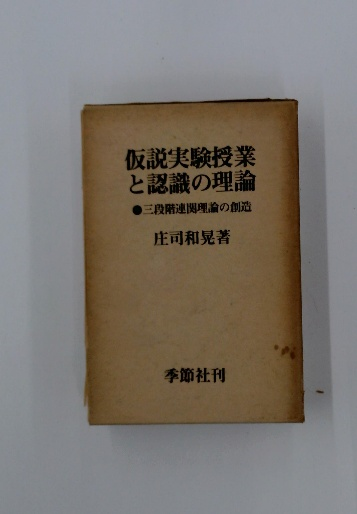 仮説実験授業
と認識の理論
●三段階連関理論の創造
庄司和晃著
季節社刊